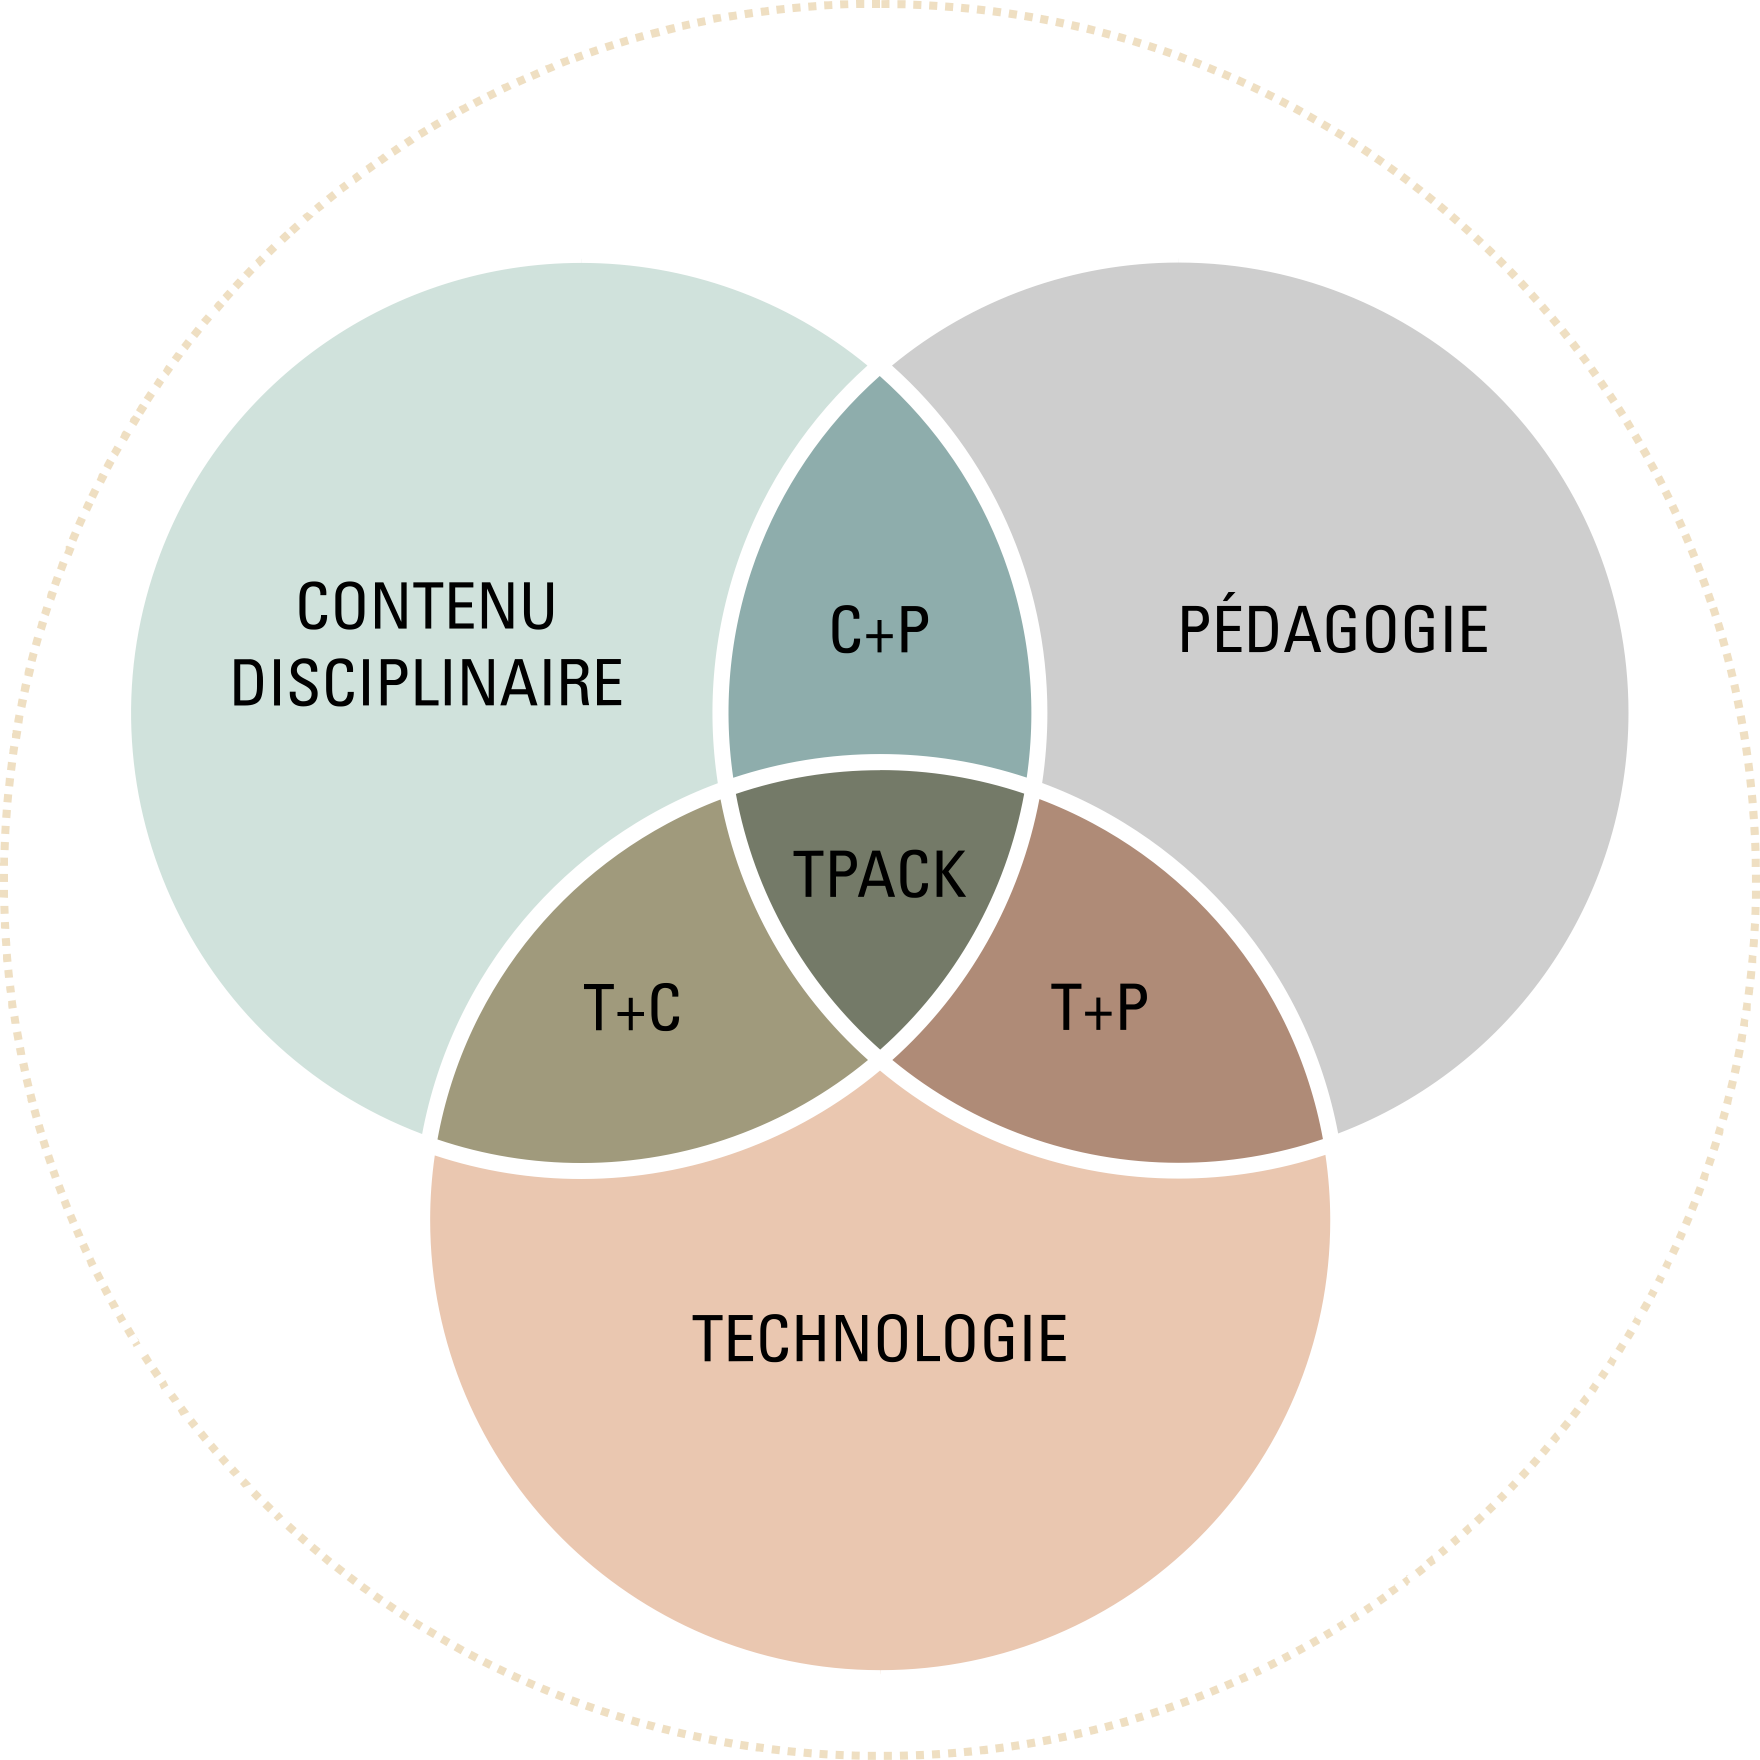 CONTENU
DISCIPLINAIRE
C+P
PÉDAGOGIE
TPACK
T+C
T+P
TECHNOLOGIE